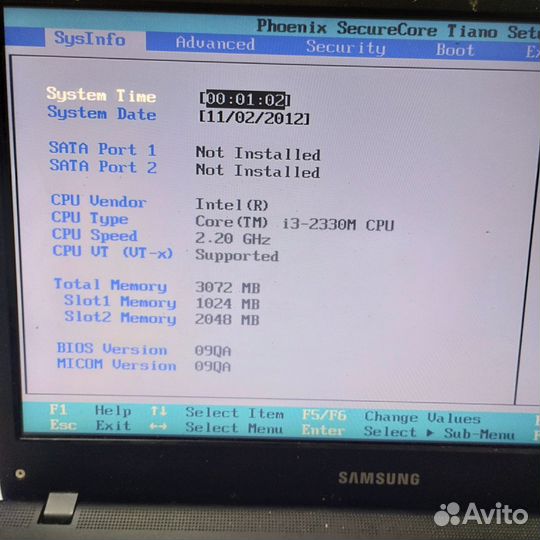 Phoenix SecureCore Tiano Setu
SysInfo Advanced Security Boot Ex
System Time [00:01:02]
System Date [11/02/2012]
SATA Port 1 Not Installed
SATA Port 2 Not Installed
CPU Vendor Intel(R)
CPU Type Core(TM) i3-2330M CPU
CPU Speed 2.20 GHz
CPU VT (VT-x) Supported
Total Memory 3072 MB
Slot1 Memory 1024 MB
Slot2 Memory 2048 MB
BIOS Version 09QA
MICOM Version 09QA
F1 Help ↑↓ Select Item F5/F6 Change Values
Esc Exit ←→ Select Menu Enter Select ▶ Sub-Menu F
SAMSUNG
Avito